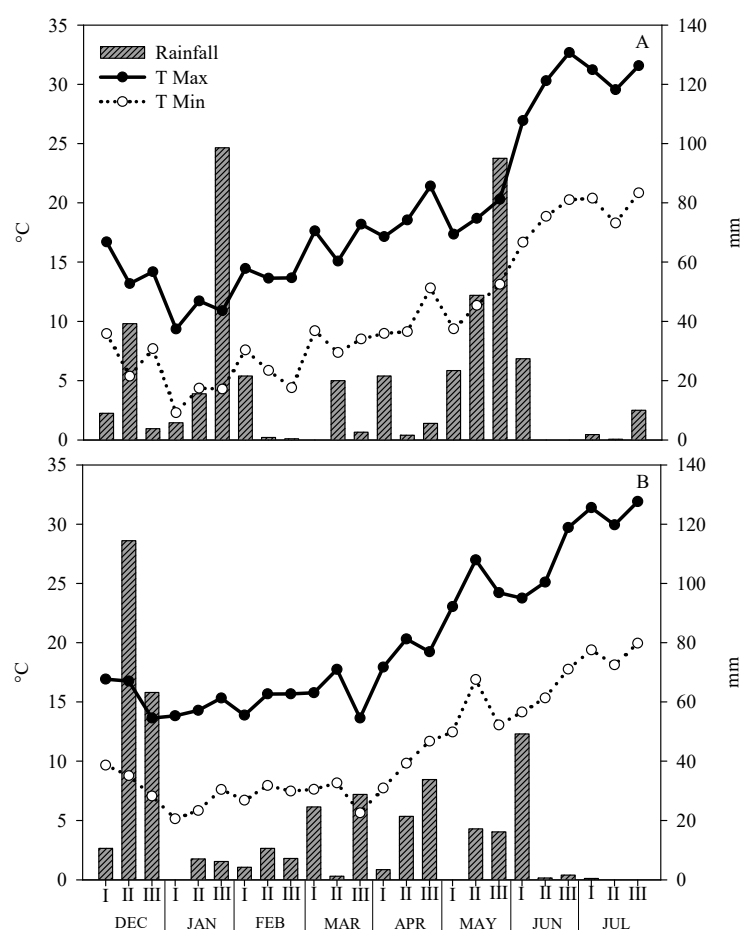 35 140
A
Rainfall
T Max
T Min
30 120
25 100
20 80
°C mm
15 60
10 40
5 20
0 0
35 140
B
30 120
25 100
20 80
°C mm
15 60
10 40
5 20
0 0
I II III I II III I II III I II III I II III I II III I II III I II III
DEC JAN FEB MAR APR MAY JUN JUL